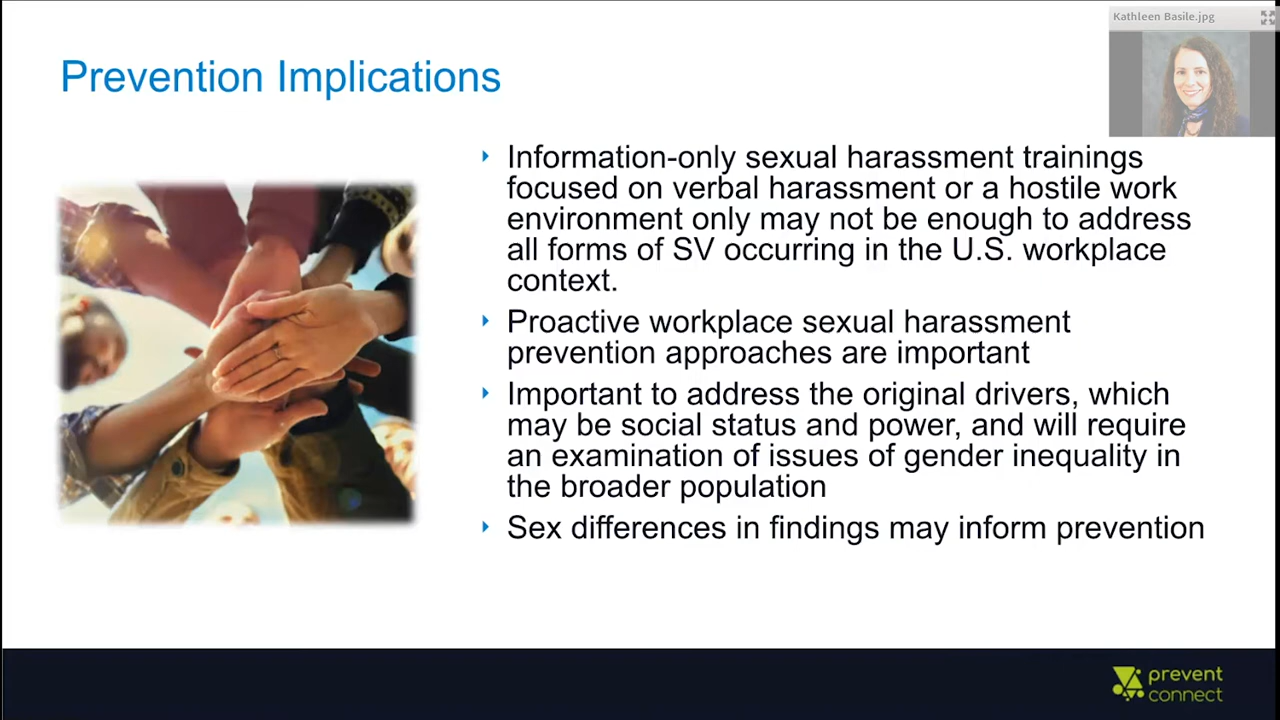 Kathleen Basile.jpg
Prevention Implications
Information-only sexual harassment trainings
focused on verbal harassment or a hostile work
environment only may not be enough to address
all forms of SV occurring in the U.S. workplace
context.
Proactive workplace sexual harassment
prevention approaches are important
Important to address the original drivers, which
may be social status and power, and will require
an examination of issues of gender inequality in
the broader population
Sex differences in findings may inform prevention
prevent
connect